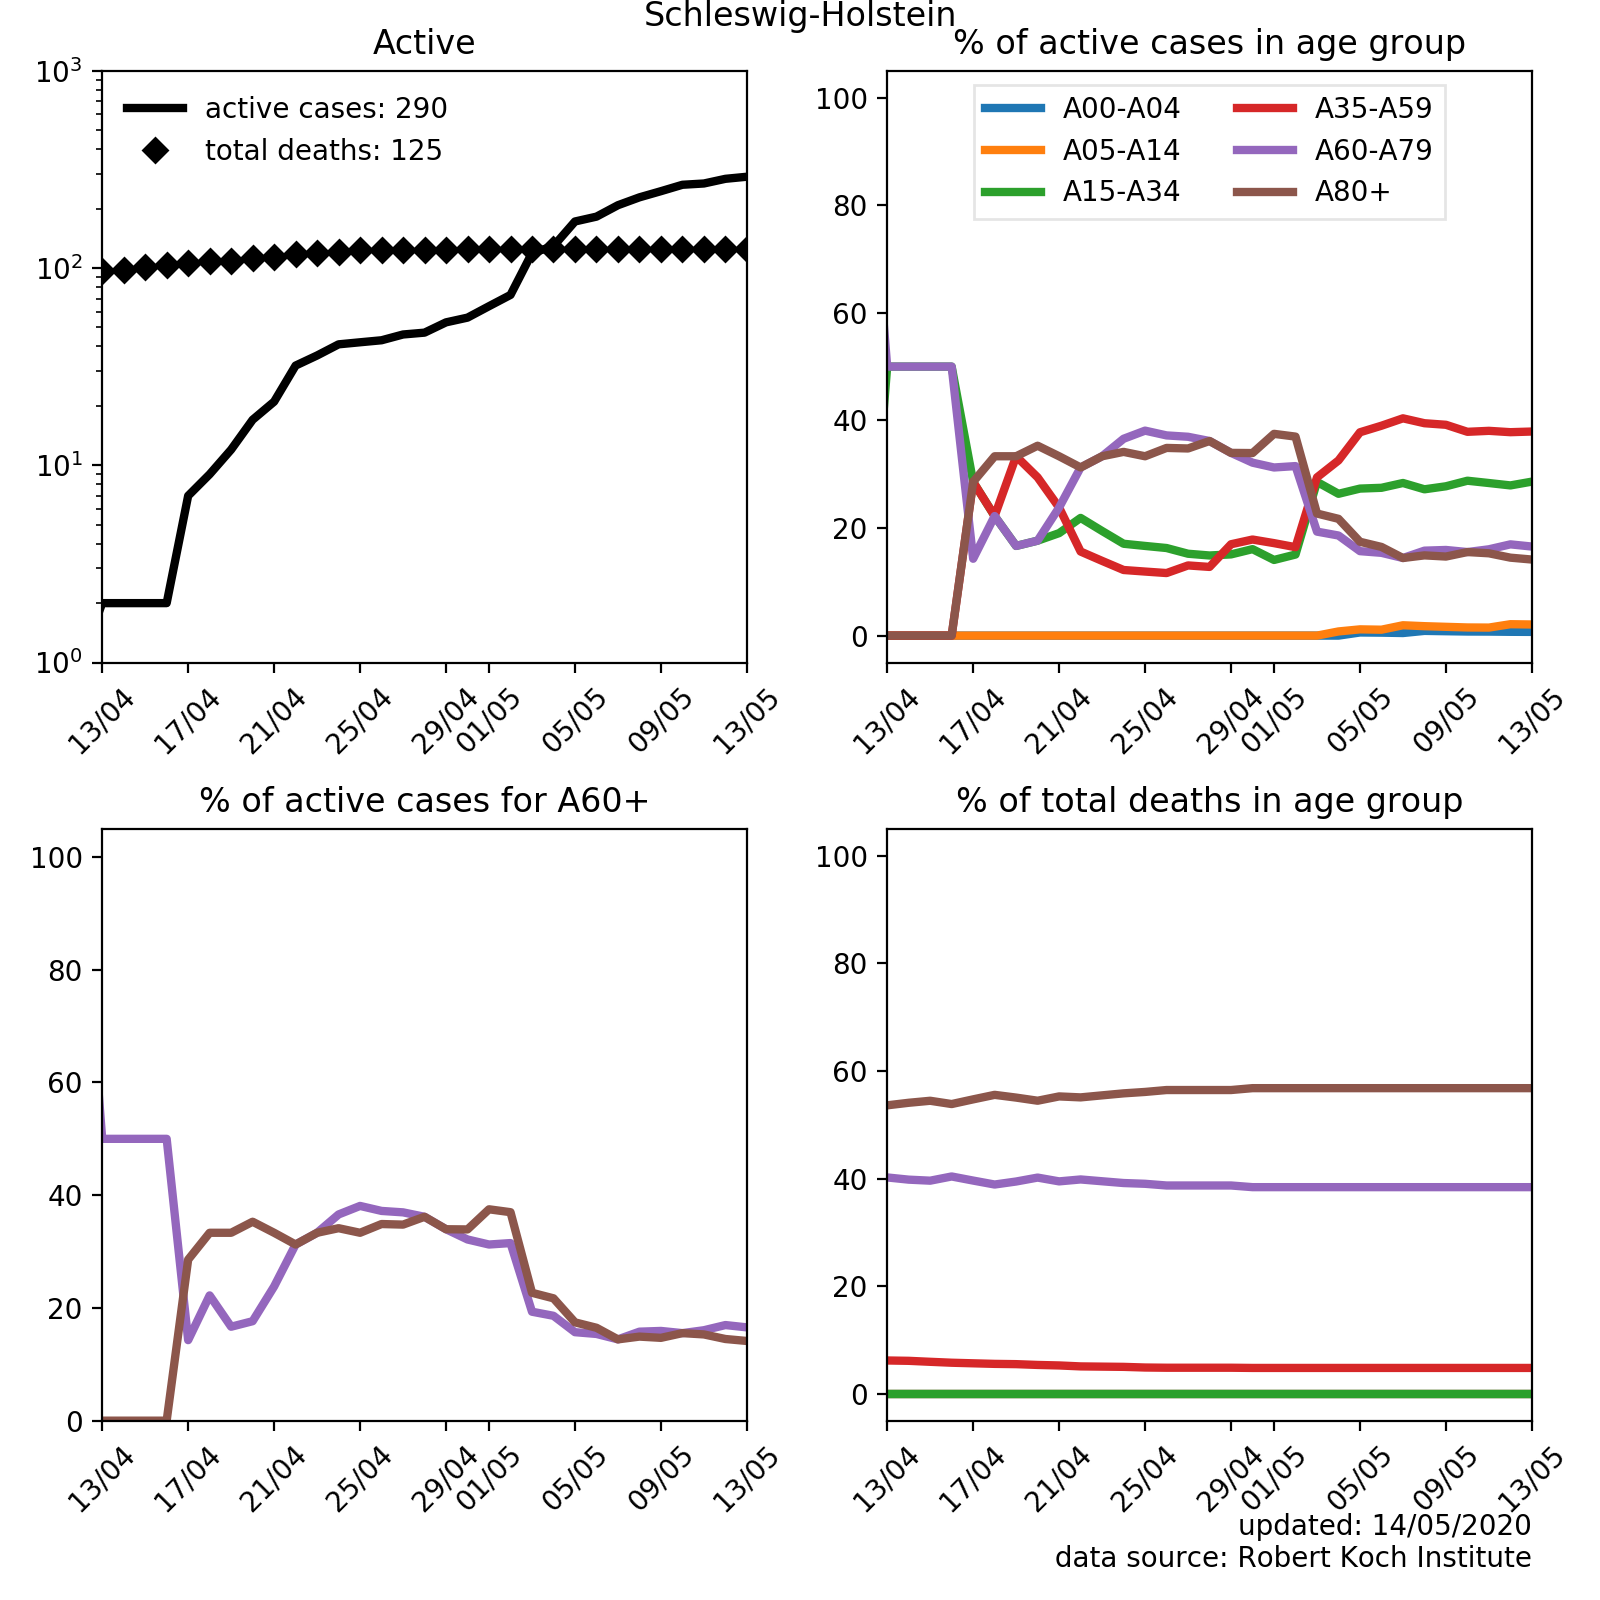 Schleswig-Holstein
Active
10³
10²
10¹
10⁰
active cases: 290
total deaths: 125
13/04 17/04 21/04 25/04 29/04 01/05 05/05 09/05 13/05
% of active cases in age group
100
80
60
40
20
0
A00-A04
A05-A14
A15-A34
A35-A59
A60-A79
A80+
13/04 17/04 21/04 25/04 29/04 01/05 05/05 09/05 13/05
% of active cases for A60+
100
80
60
40
20
0
13/04 17/04 21/04 25/04 29/04 01/05 05/05 09/05 13/05
% of total deaths in age group
100
80
60
40
20
0
13/04 17/04 21/04 25/04 29/04 01/05 05/05 09/05 13/05
updated: 14/05/2020
data source: Robert Koch Institute